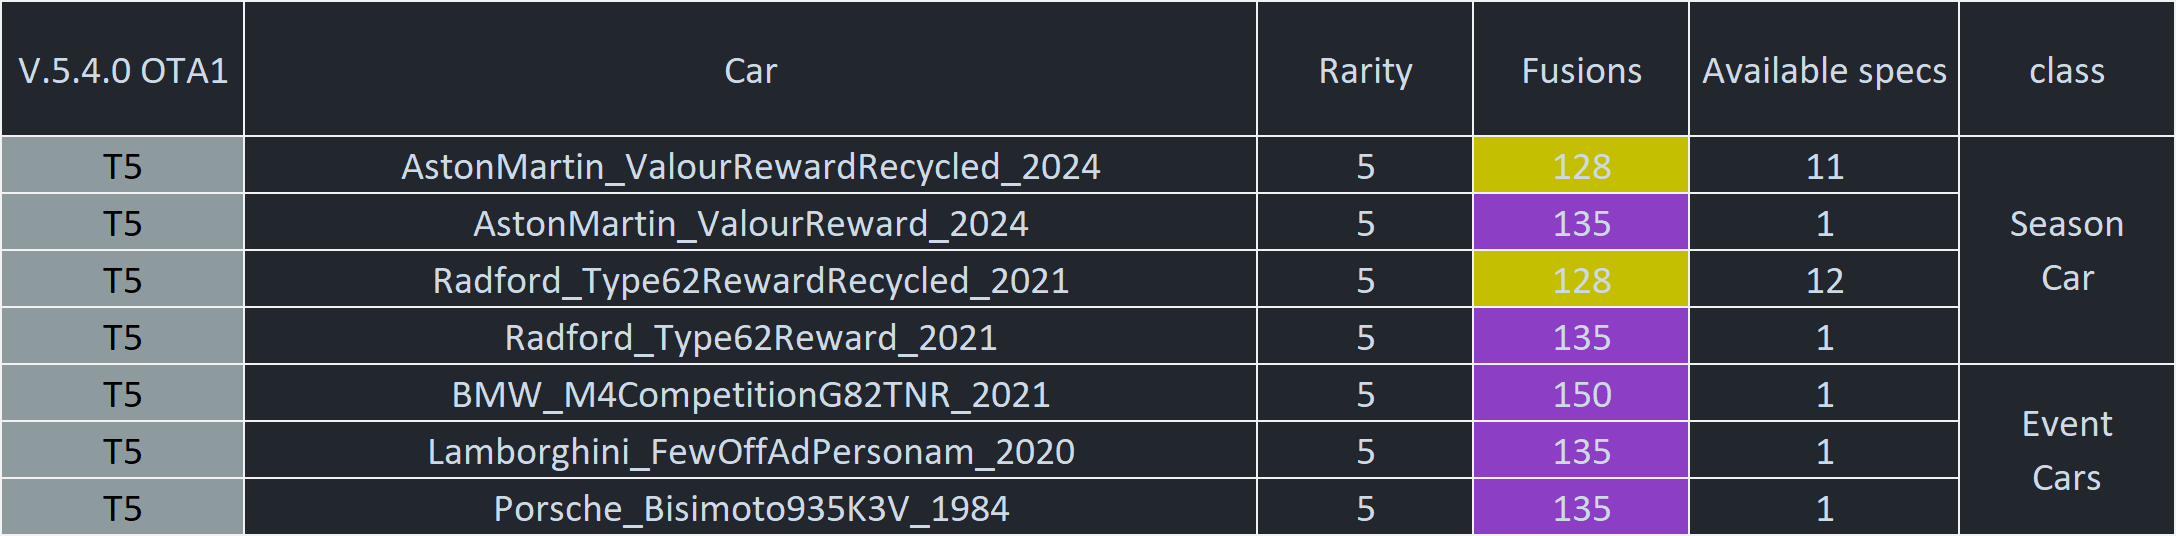 V.5.4.0 OTA1 Car Rarity Fusions Available specs class
T5 AstonMartin_ValourRewardRecycled_2024 5 128 11
T5 AstonMartin_ValourReward_2024 5 135 1
T5 Radford_Type62RewardRecycled_2021 5 128 12
T5 Radford_Type62Reward_2021 5 135 1
Season
Car
T5 BMW_M4CompetitionG82TNR_2021 5 150 1
T5 Lamborghini_FewOffAdPersonam_2020 5 135 1
T5 Porsche_Bisimoto935K3V_1984 5 135 1
Event
Cars